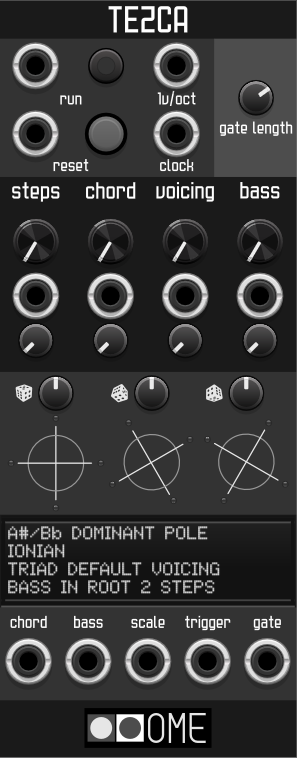 TEZCA
run
1v/oct
gate length
reset
clock
steps chord voicing bass
A#/Bb DOMINANT POLE
IONIAN
TRIAD DEFAULT VOICING
BASS IN ROOT 2 STEPS
chord bass scale trigger gate
OME